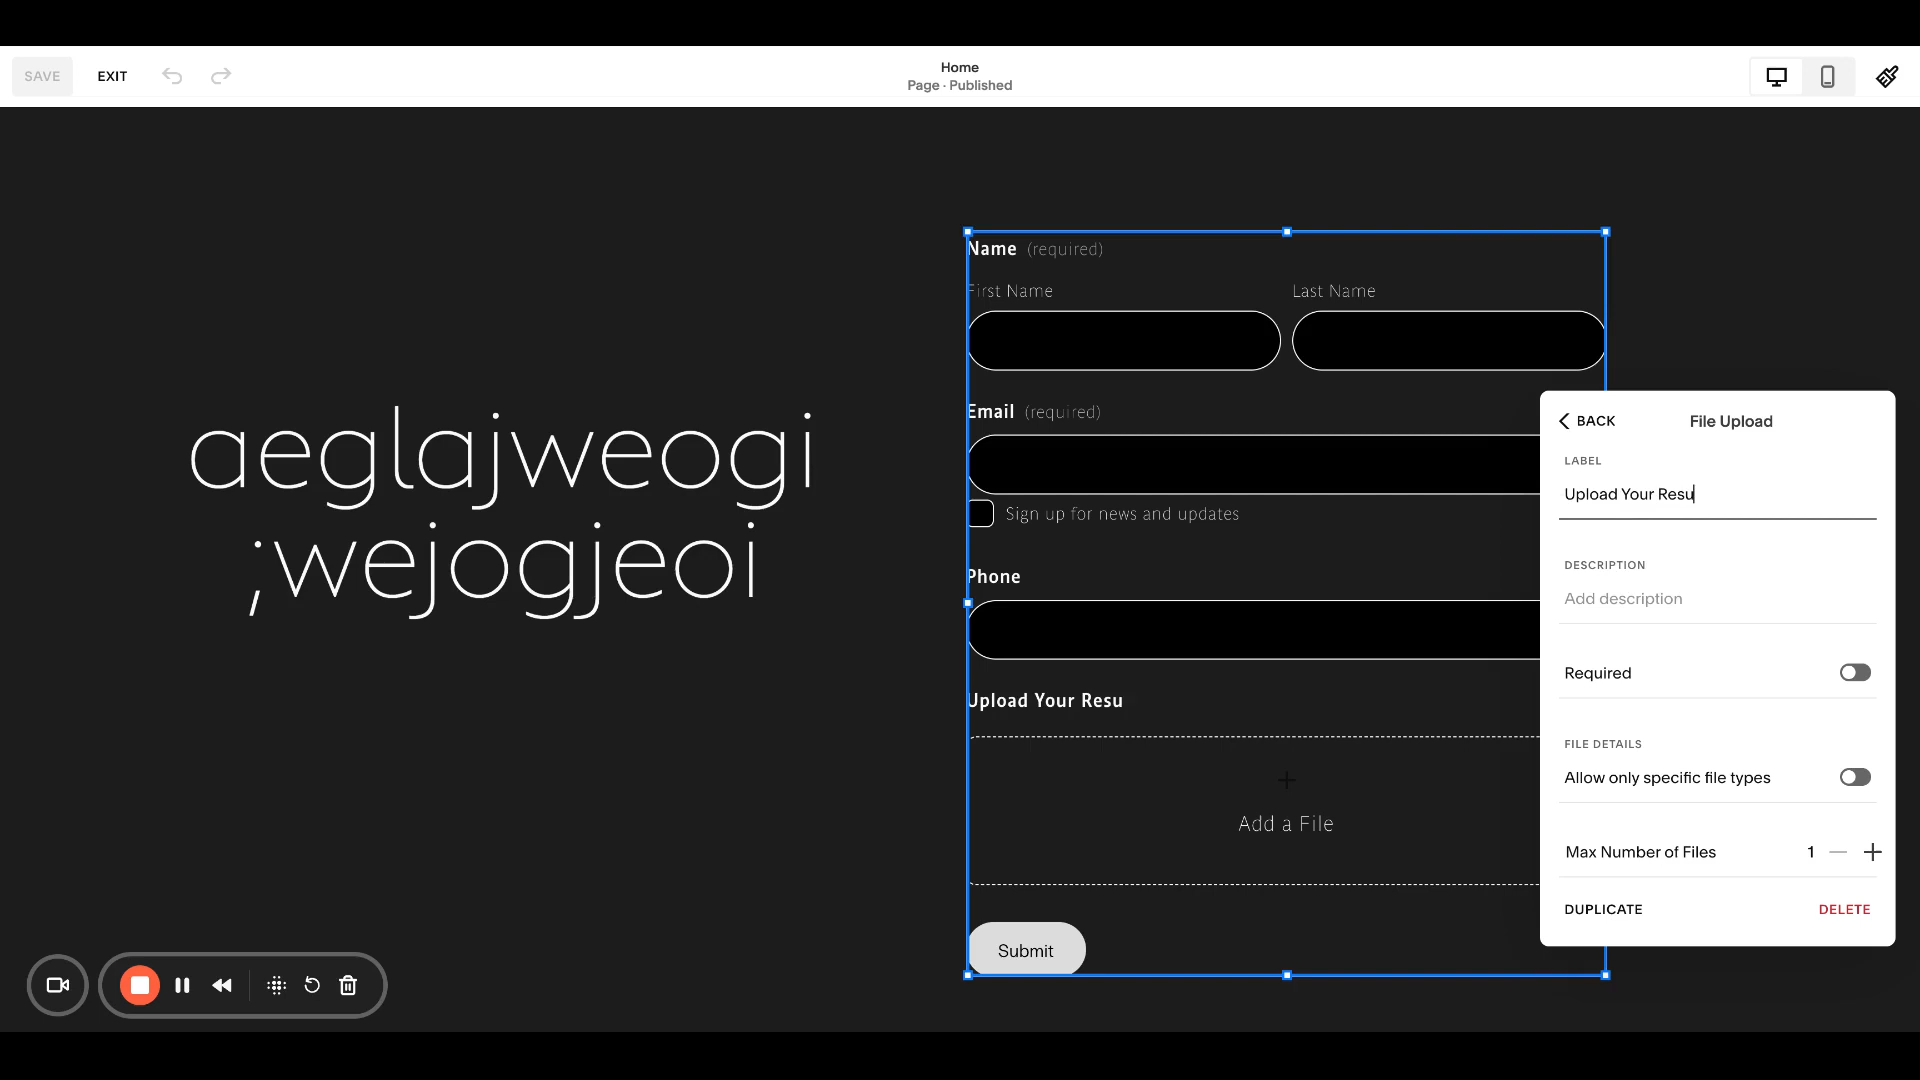 SAVE
EXIT
Home
Page · Published
aeglajweogi
;wejogjeoi
Name (required)
First Name
Last Name
Email (required)
Sign up for news and updates
Phone
Upload Your Resu
Add a File
Submit
BACK
File Upload
LABEL
Upload Your Resu
DESCRIPTION
Add description
Required
FILE DETAILS
Allow only specific file types
Max Number of Files 1
DUPLICATE
DELETE